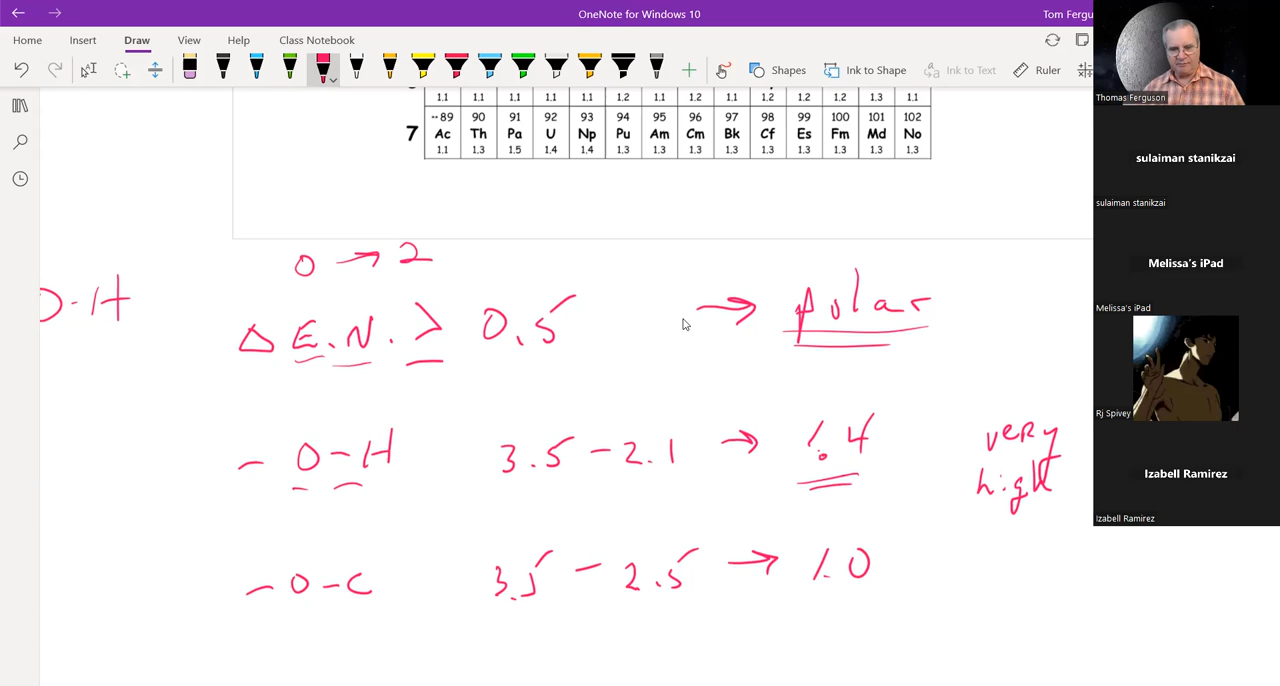 OneNote for Windows 10
Tom Fergu
Home Insert Draw View Help Class Notebook
Shapes Ink to Shape Ink to Text Ruler
1.1 1.1 1.1 1.1 1.1 1.2 1.1 1.2 1.1 1.2 1.2 1.2 1.3 1.1
7
**89 90 91 92 93 94 95 96 97 98 99 100 101 102
Ac Th Pa U Np Pu Am Cm Bk Cf Es Fm Md No
1.1 1.3 1.5 1.4 1.4 1.3 1.3 1.3 1.3 1.3 1.3 1.3 1.3 1.3
0 → 2
O-H
Δ E.N. > 0.5 → polar
- O - H 3.5 - 2.1 → 1.4 very high
- O - C 3.5 - 2.5 → 1.0
Thomas Ferguson
sulaiman stanikzai
sulaiman stanikzai
Melissa's iPad
Melissa's iPad
Rj Spivey
Izabell Ramirez
Izabell Ramirez